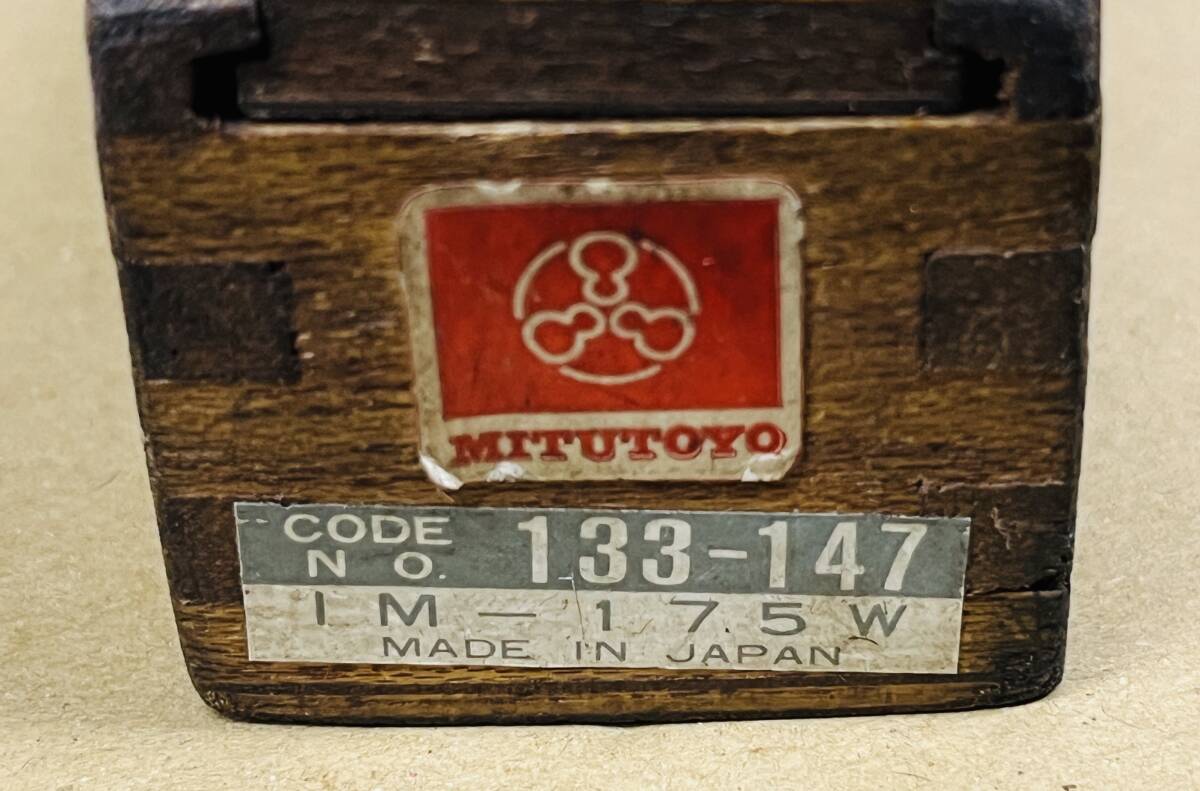 MITUTOYO
CODE NO. 133-147
IM-175W
MADE IN JAPAN